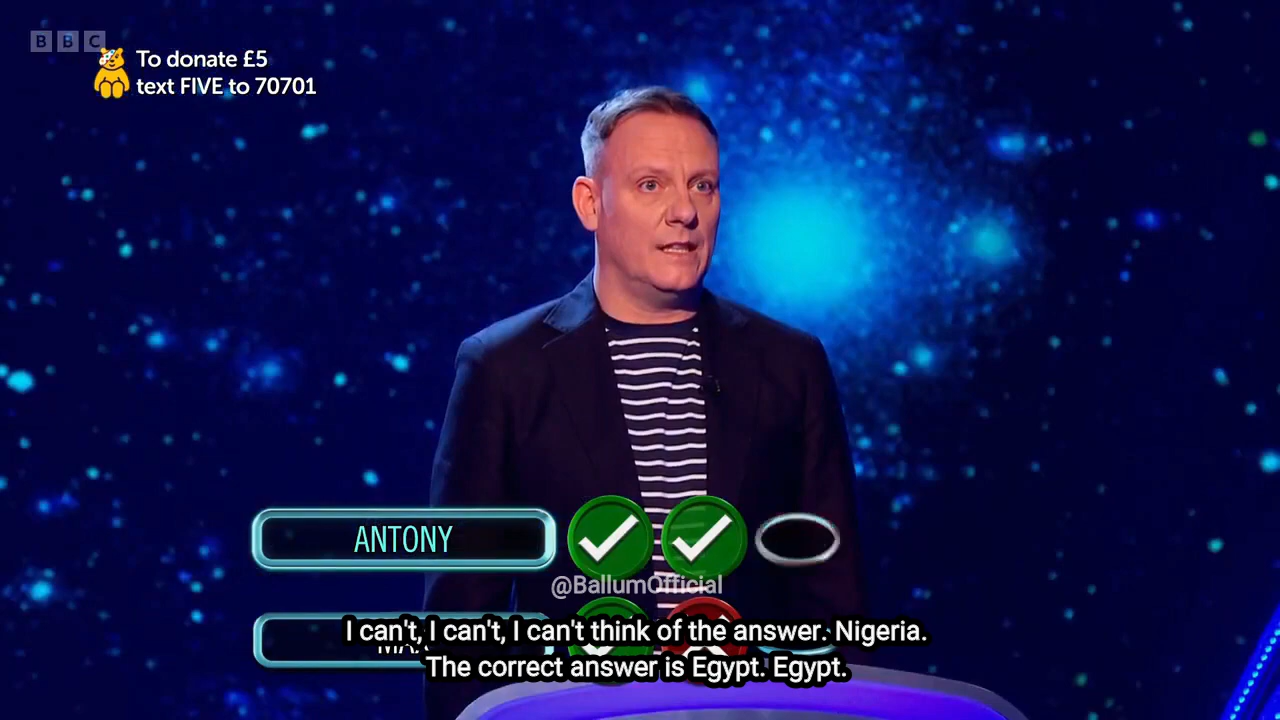 BBC
To donate £5
text FIVE to 70701
ANTONY
@BallumOfficial
I can't, I can't, I can't think of the answer. Nigeria.
The correct answer is Egypt. Egypt.